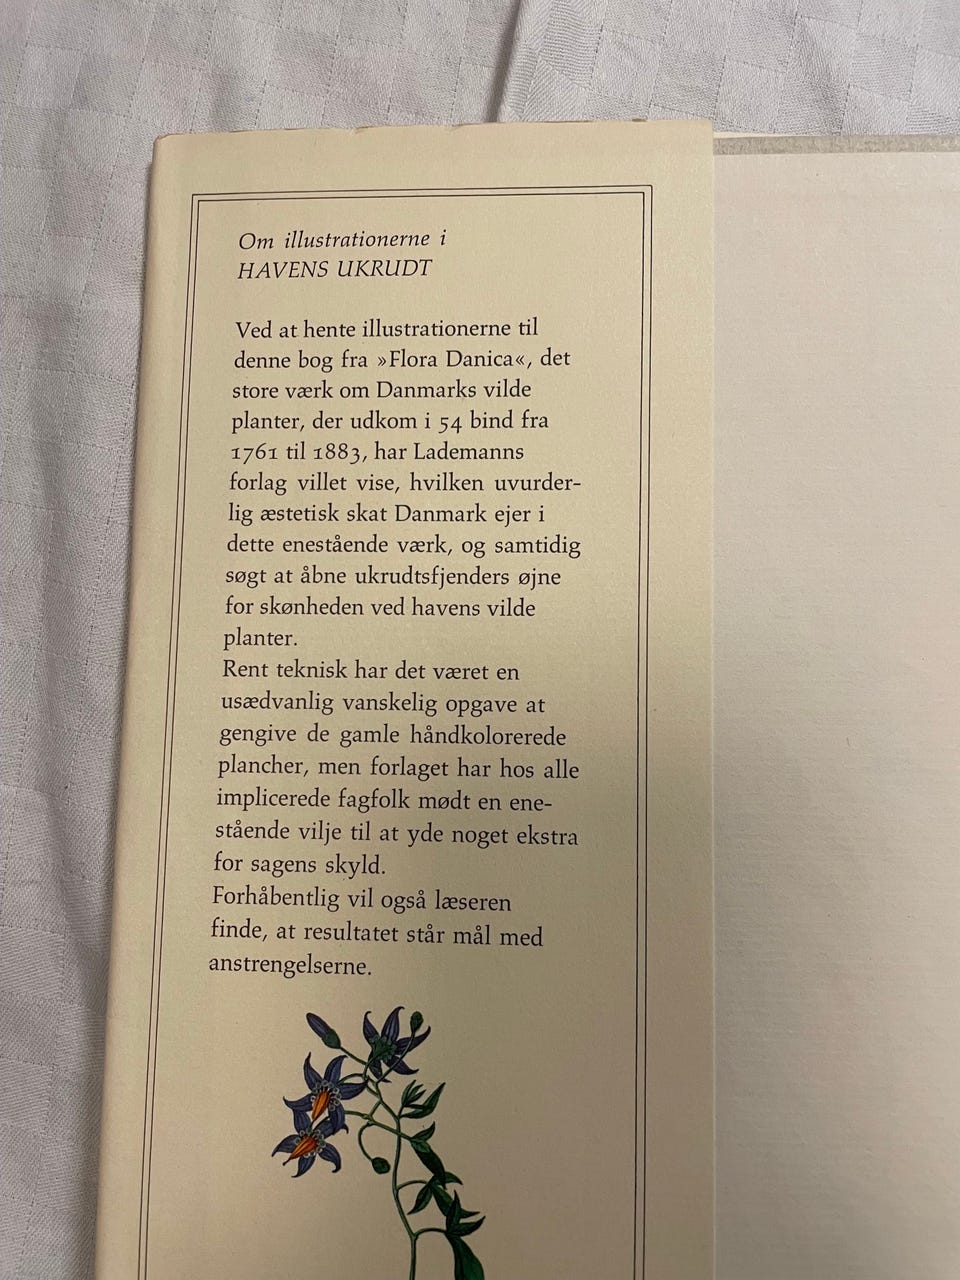 Om illustrationerne i
HAVENS UKRUDT
Ved at hente illustrationerne til
denne bog fra »Flora Danica«, det
store værk om Danmarks vilde
planter, der udkom i 54 bind fra
1761 til 1883, har Lademanns
forlag villet vise, hvilken uvurder-
lig æstetisk skat Danmark ejer i
dette enestående værk, og samtidig
søgt at åbne ukrudtsfjenders øjne
for skønheden ved havens vilde
planter.
Rent teknisk har det været en
usædvanlig vanskelig opgave at
gengive de gamle håndkolorerede
plancher, men forlaget har hos alle
implicerede fagfolk mødt en ene-
stående vilje til at yde noget ekstra
for sagens skyld.
Forhåbentlig vil også læseren
finde, at resultatet står mål med
anstrengelserne.